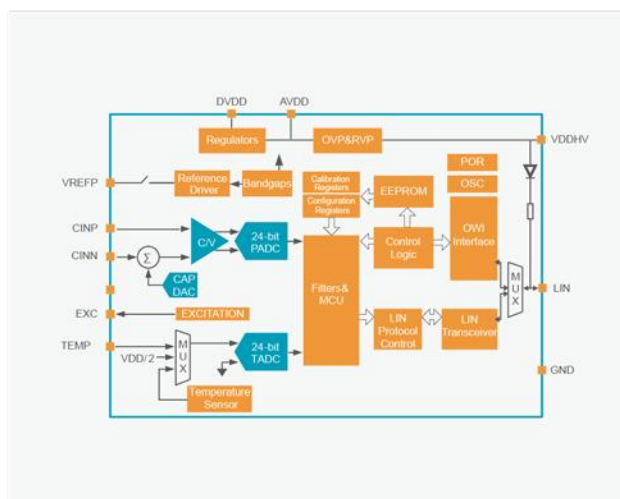 DVDD
AVDD
Regulators
OVP&RVP
VDDHV
VREFP
Reference
Driver
Bandgaps
Calibration
Registers
Configuration
Registers
EEPROM
POR
OSC
CINP
CINN
C/V
24-bit
PADC
Σ
CAP
DAC
Control
Logic
OWI
Interface
Filters&
MCU
MUX
LIN
EXC
EXCITATION
TEMP
VDD/2
MUX
24-bit
TADC
LIN
Protocol
Control
LIN
Transceiver
Temperature
Sensor
GND